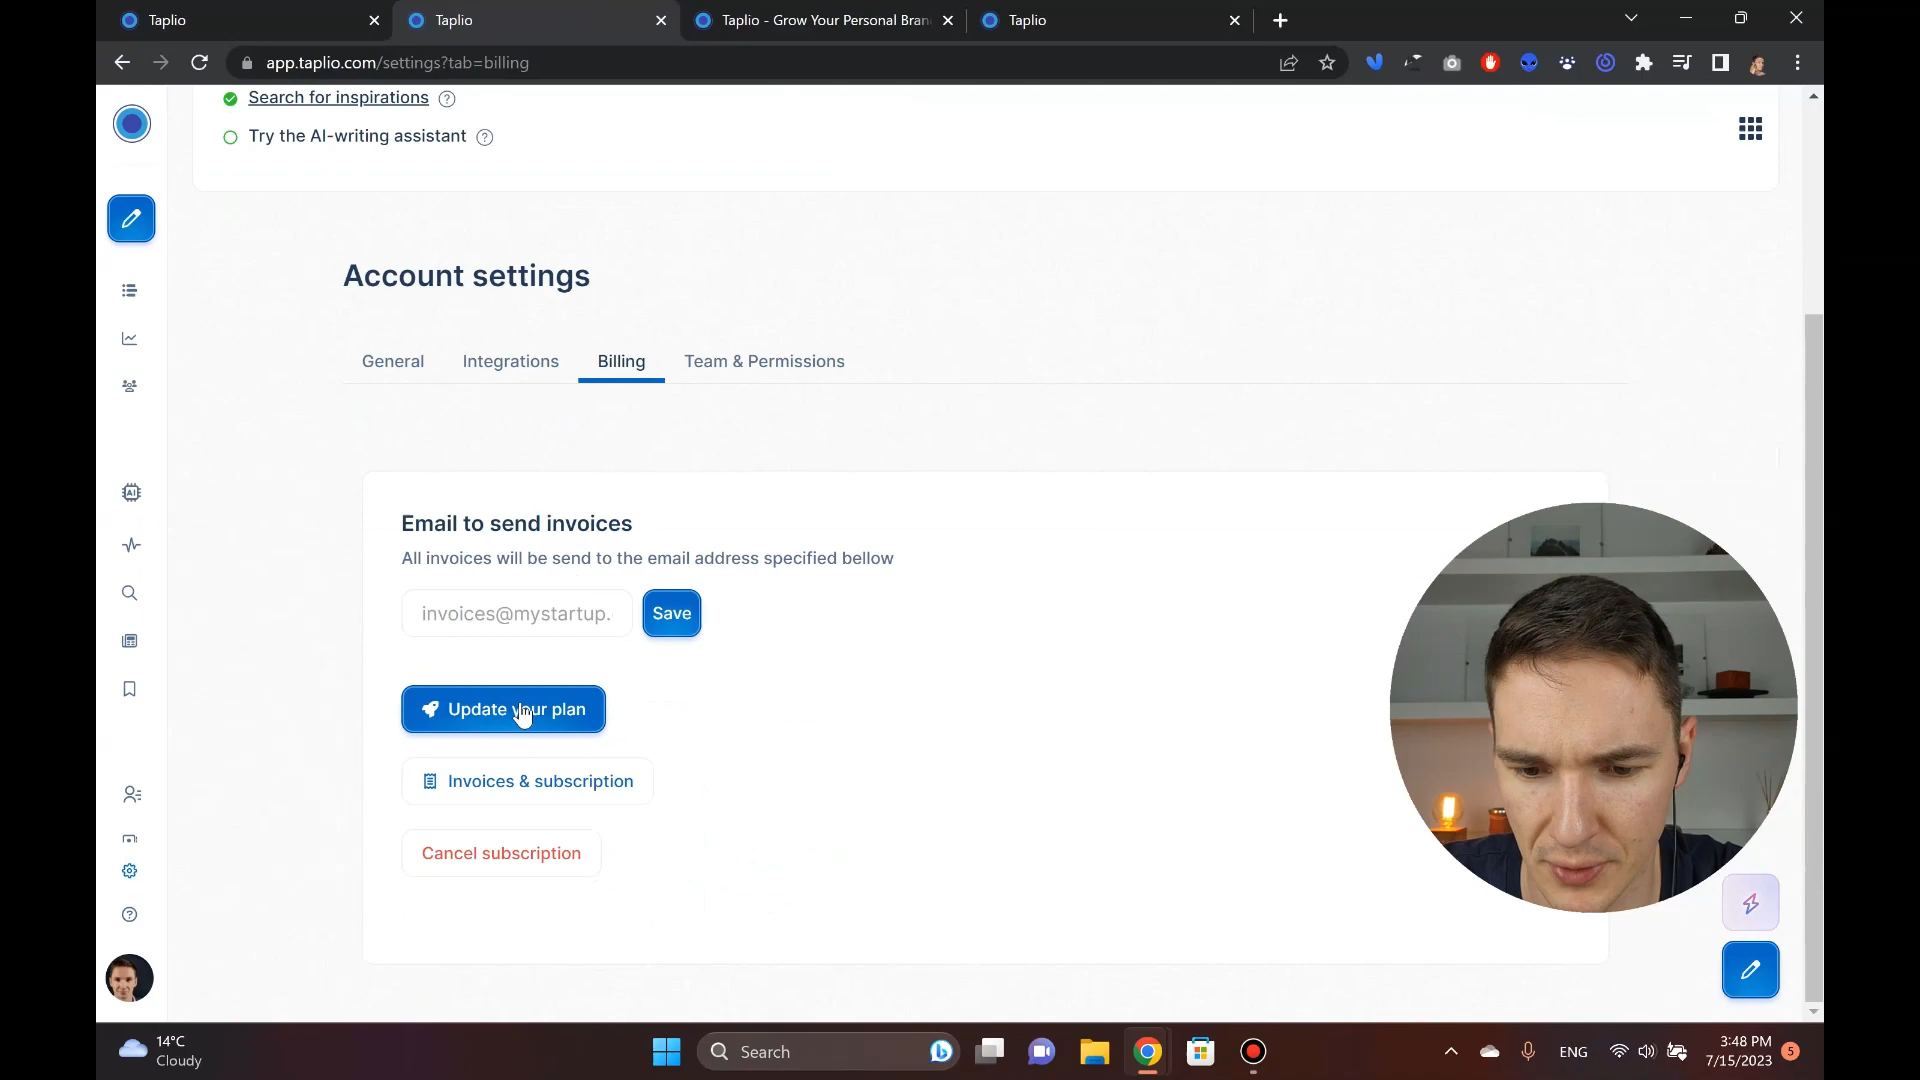 Taplio
Taplio
Taplio - Grow Your Personal Bran
Taplio
app.taplio.com/settings?tab=billing
Search for inspirations ?
Try the AI-writing assistant ?
Account settings
General Integrations Billing Team & Permissions
AI
Email to send invoices
All invoices will be send to the email address specified bellow
invoices@mystartup. Save
Update your plan
Invoices & subscription
Cancel subscription
14°C
Cloudy
Search
ENG
3:48 PM
7/15/2023
5